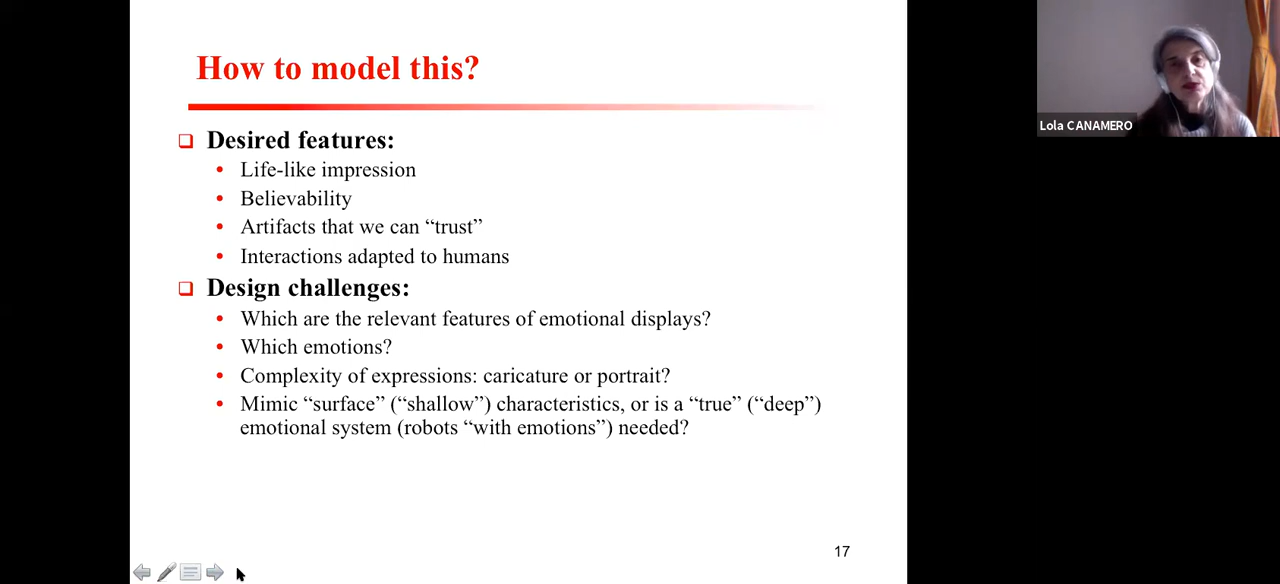 How to model this?
Desired features:
Life-like impression
Believability
Artifacts that we can “trust”
Interactions adapted to humans
Design challenges:
Which are the relevant features of emotional displays?
Which emotions?
Complexity of expressions: caricature or portrait?
Mimic “surface” (“shallow”) characteristics, or is a “true” (“deep”)
emotional system (robots “with emotions”) needed?
17
Lola CANAMERO